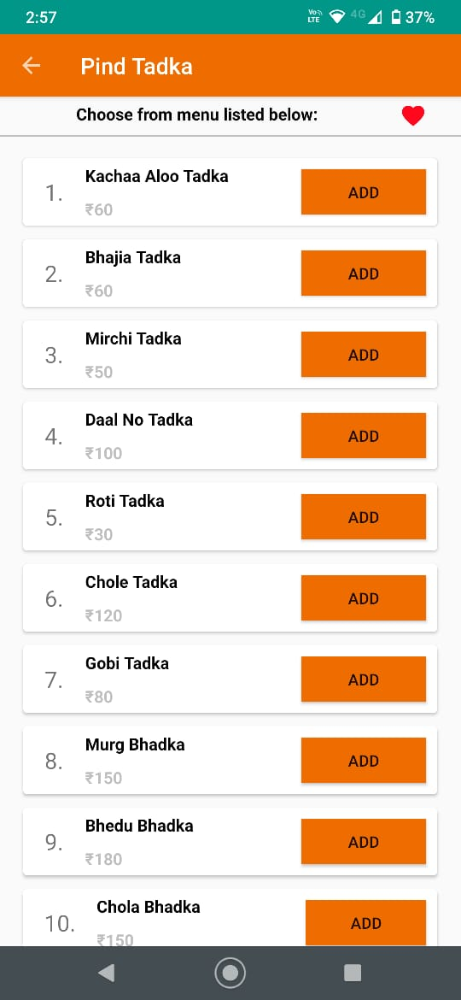 2:57 Vo LTE 4G 37%
Pind Tadka
Choose from menu listed below:
1. Kachaa Aloo Tadka ADD
₹60
2. Bhajia Tadka ADD
₹60
3. Mirchi Tadka ADD
₹50
4. Daal No Tadka ADD
₹100
5. Roti Tadka ADD
₹30
6. Chole Tadka ADD
₹120
7. Gobi Tadka ADD
₹80
8. Murg Bhadka ADD
₹150
9. Bhedu Bhadka ADD
₹180
10. Chola Bhadka ADD
₹150